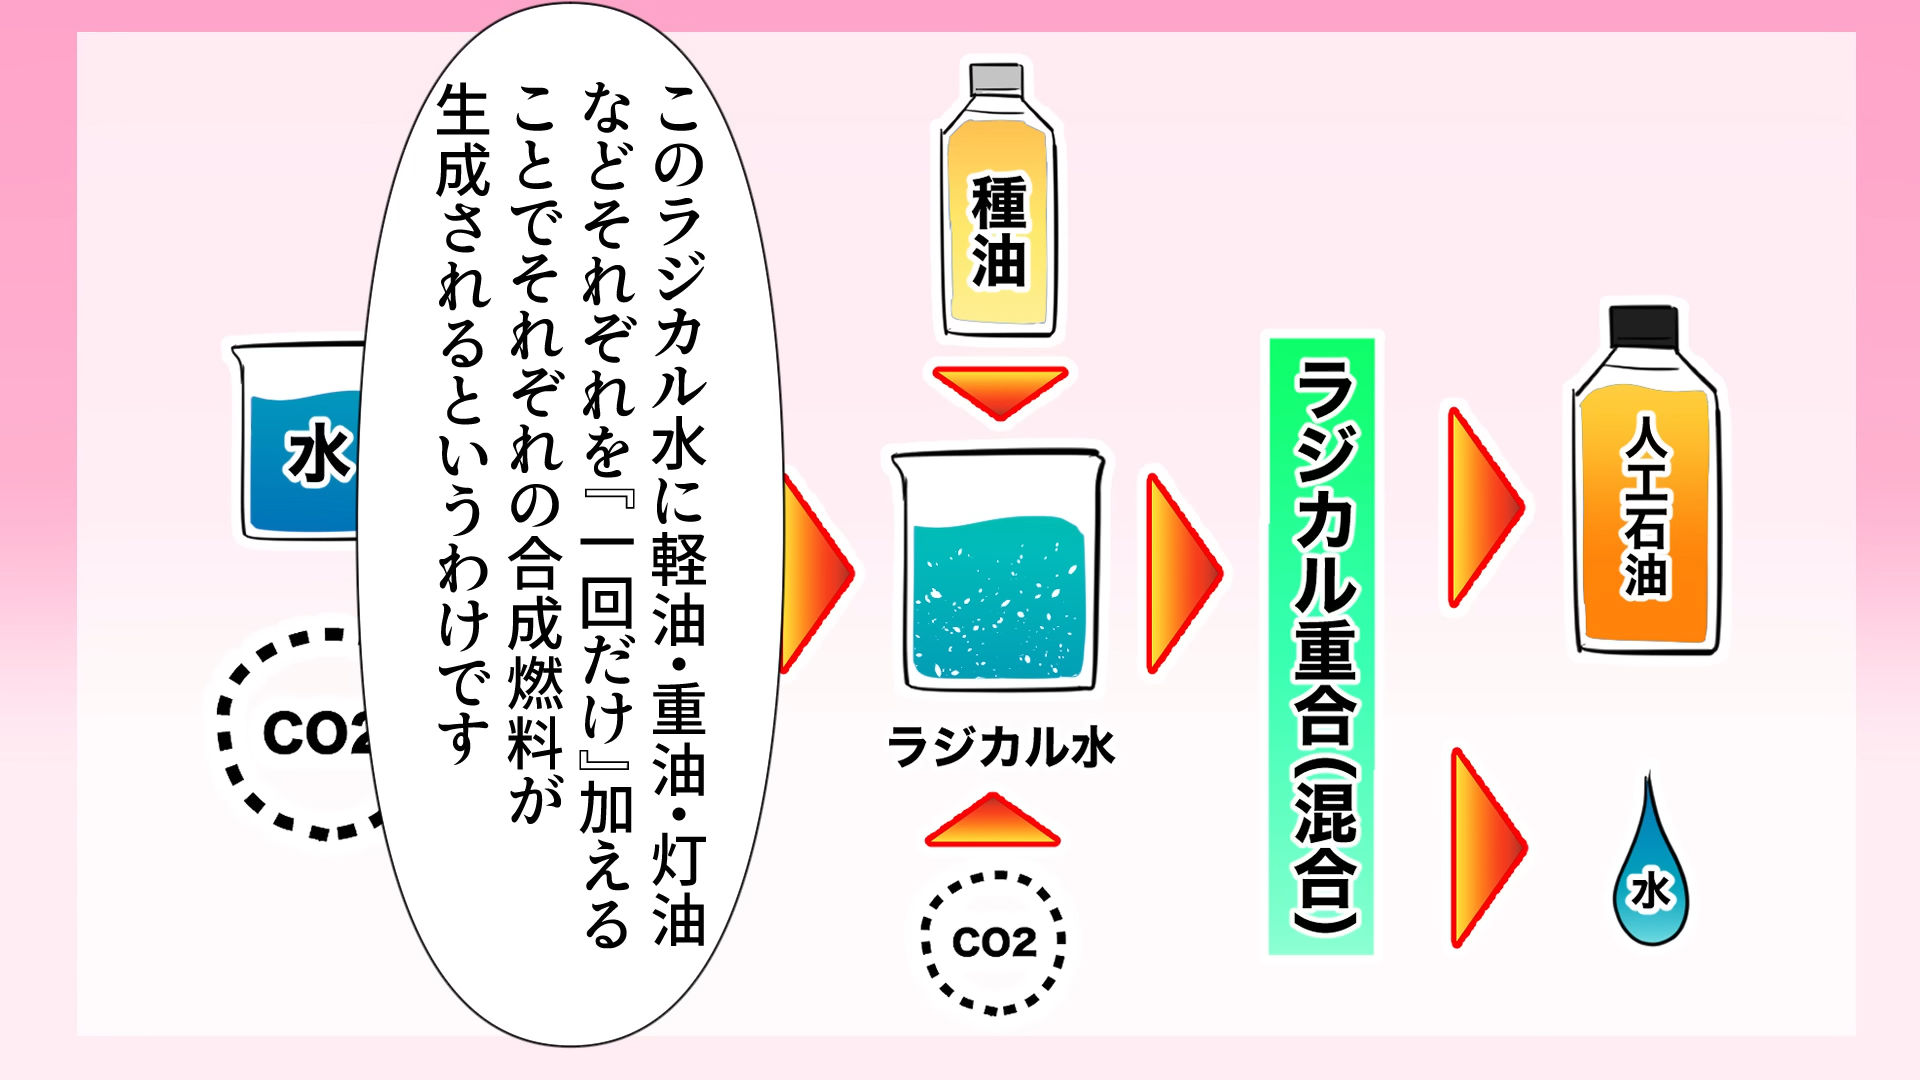 このラジカル水に軽油・重油・灯油
などそれぞれを『一回だけ』加える
ことでそれぞれの合成燃料が
生成されるというわけです
水
CO2
種油
ラジカル水
CO2
ラジカル重合(混合)
人工石油
水